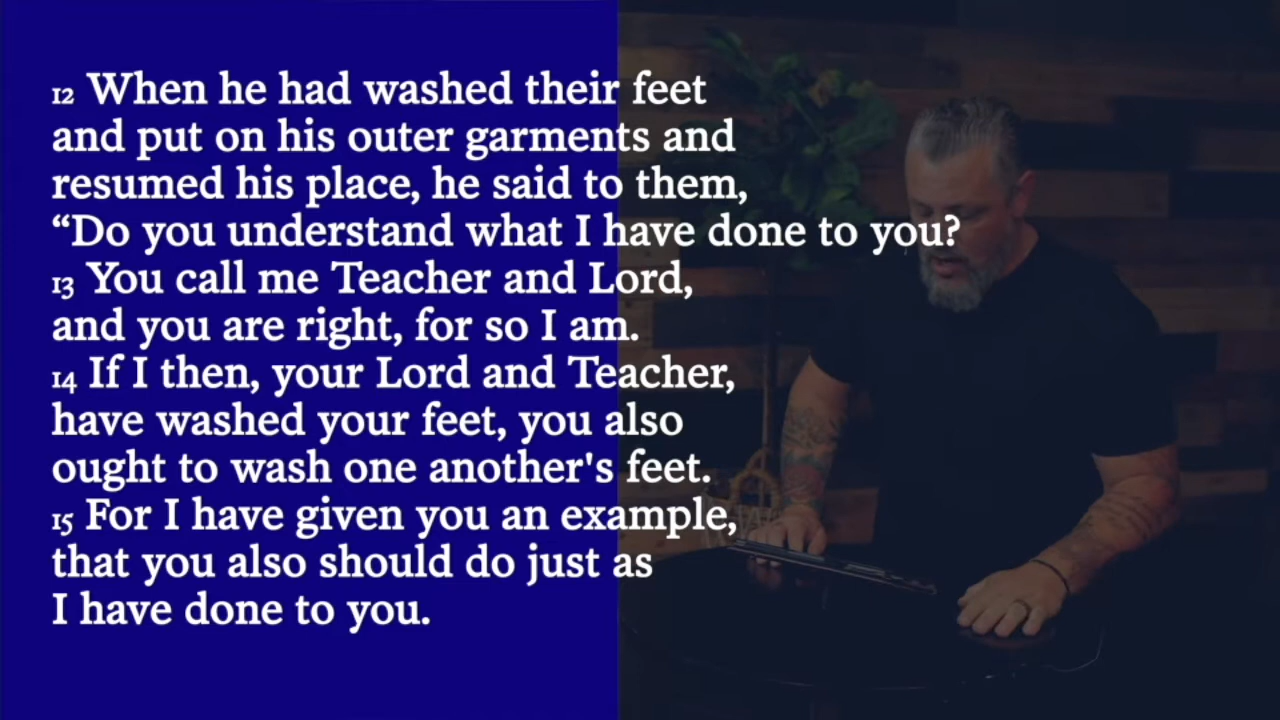 12 When he had washed their feet
and put on his outer garments and
resumed his place, he said to them,
“Do you understand what I have done to you?
13 You call me Teacher and Lord,
and you are right, for so I am.
14 If I then, your Lord and Teacher,
have washed your feet, you also
ought to wash one another's feet.
15 For I have given you an example,
that you also should do just as
I have done to you.